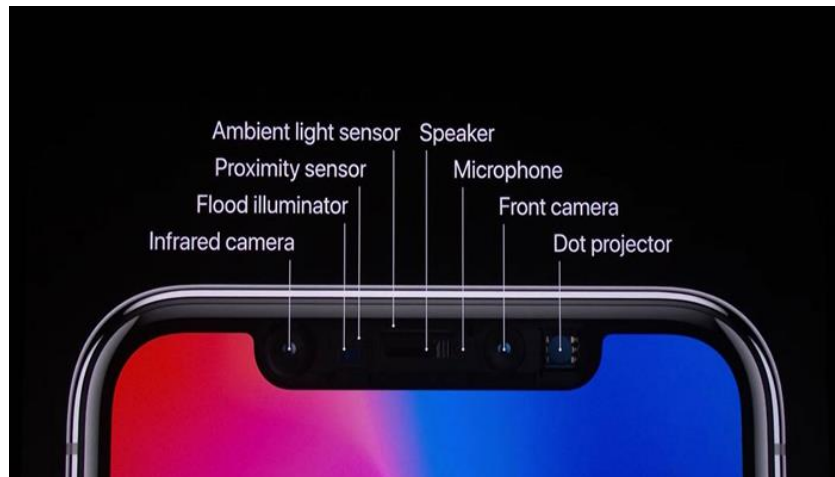 Ambient light sensor Speaker
Proximity sensor Microphone
Flood illuminator Front camera
Infrared camera Dot projector